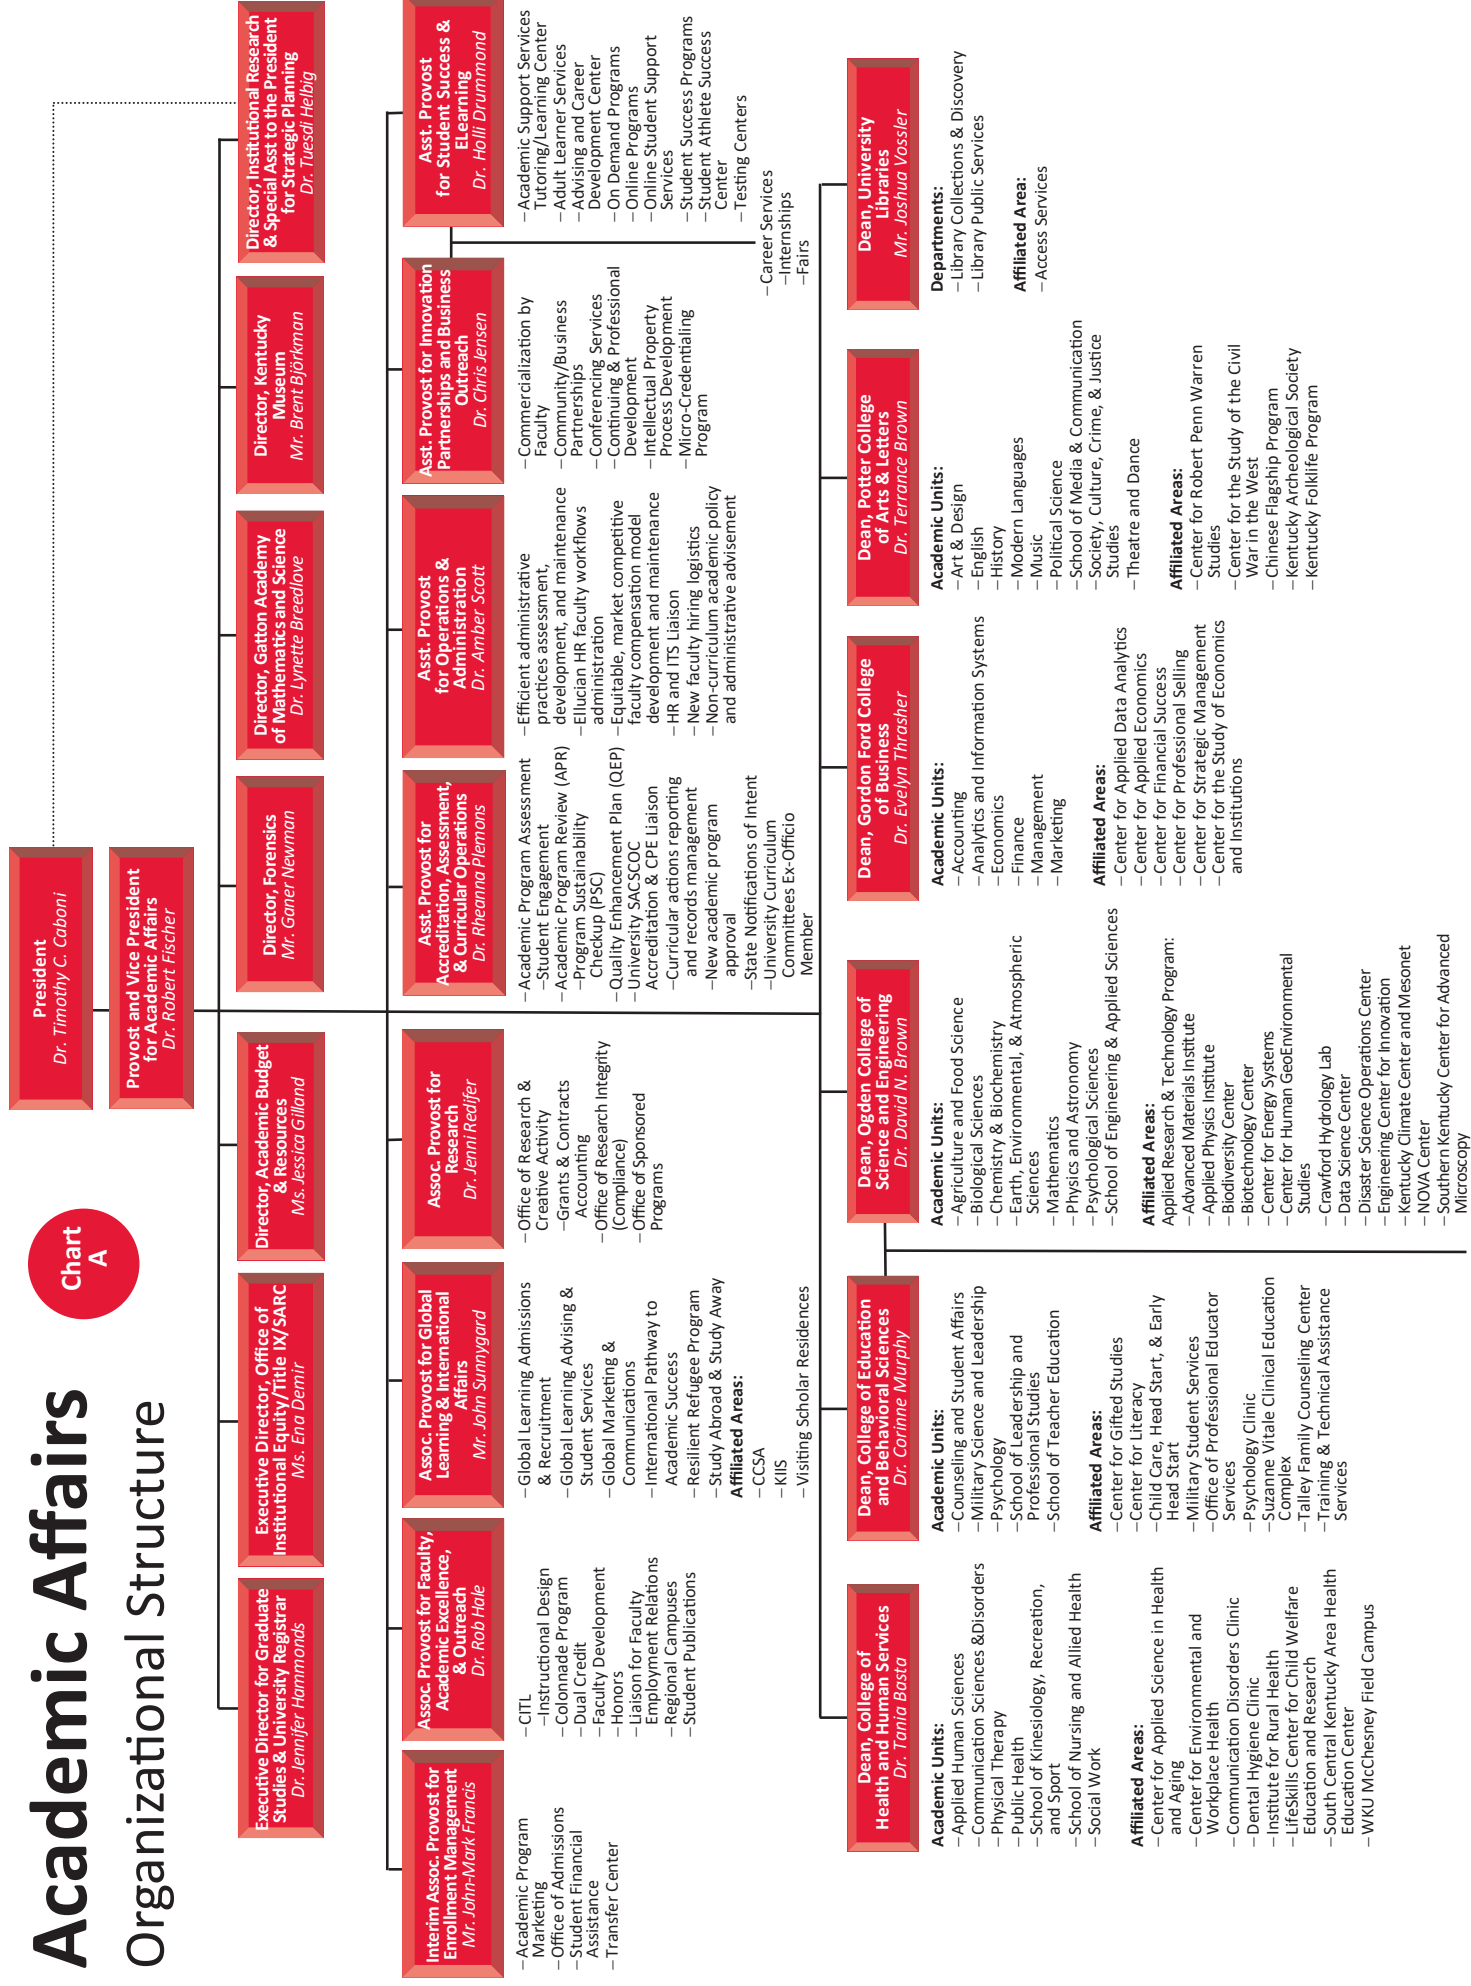 Academic Affairs
Organizational Structure
Chart
A
President
Dr. Timothy C. Caboni
Provost and Vice President
for Academic Affairs
Dr. Robert Fischer
Executive Director for Graduate
Studies & University Registrar
Dr. Jennifer Hammonds
Executive Director, Office of
Institutional Equity/Title IX/SARC
Ms. Ena Demir
Director, Academic Budget
& Resources
Ms. Jessica Gilland
Director, Forensics
Mr. Ganer Newman
Director, Gatton Academy
of Mathematics and Science
Dr. Lynette Breedlove
Director, Kentucky
Museum
Mr. Brent Björkman
Director, Institutional Research
& Special Asst to the President
for Strategic Planning
Dr. Tuesdi Helbig
Interim Assoc. Provost for
Enrollment Management
Mr. John-Mark Francis
–Academic Program
Marketing
–Office of Admissions
–Student Financial
Assistance
–Transfer Center
Assoc. Provost for Faculty,
Academic Excellence,
& Outreach
Dr. Rob Hale
–CITL
–Instructional Design
–Colonnade Program
–Dual Credit
–Faculty Development
–Honors
–Liaison for Faculty
Employment Relations
–Regional Campuses
–Student Publications
Assoc. Provost for Global
Learning & International
Affairs
Mr. John Sunnygard
–Global Learning Admissions
& Recruitment
–Global Learning Advising &
Student Services
–Global Marketing &
Communications
–International Pathway to
Academic Success
–Resilient Refugee Program
–Study Abroad & Study Away
Affiliated Areas:
–CCSA
–KIIS
–Visiting Scholar Residences
Assoc. Provost for
Research
Dr. Jenni Redifer
–Office of Research &
Creative Activity
–Grants & Contracts
Accounting
–Office of Research Integrity
(Compliance)
–Office of Sponsored
Programs
Asst. Provost for
Accreditation, Assessment,
& Curricular Operations
Dr. Rheanna Plemons
–Academic Program Assessment
–Student Engagement
–Academic Program Review (APR)
–Program Sustainability
Checkup (PSC)
–Quality Enhancement Plan (QEP)
–University SACSCOC
Accreditation & CPE Liaison
–Curricular actions reporting
and records management
–New academic program
approval
–State Notifications of Intent
–University Curriculum
Committees Ex-Officio
Member
Asst. Provost
for Operations &
Administration
Dr. Amber Scott
–Efficient administrative
practices assessment,
development, and maintenance
–Ellucian HR faculty workflows
administration
–Equitable, market competitive
faculty compensation model
development and maintenance
–HR and ITS Liaison
–New faculty hiring logistics
–Non-curriculum academic policy
and administrative advisement
Asst. Provost for Innovation
Partnerships and Business
Outreach
Dr. Chris Jensen
–Commercialization by
Faculty
–Community/Business
Partnerships
–Conferencing Services
–Continuing & Professional
Development
–Intellectual Property
Process Development
–Micro-Credentialing
Program
Asst. Provost
for Student Success &
ELearning
Dr. Holli Drummond
–Academic Support Services
Tutoring/Learning Center
–Adult Learner Services
–Advising and Career
Development Center
–On Demand Programs
–Online Programs
–Online Student Support
Services
–Student Success Programs
–Student Athlete Success
Center
–Testing Centers
–Career Services
–Internships
–Fairs
Dean, College of
Health and Human Services
Dr. Tania Basta
Academic Units:
–Applied Human Sciences
–Communication Sciences &Disorders
–Physical Therapy
–Public Health
–School of Kinesiology, Recreation,
and Sport
–School of Nursing and Allied Health
–Social Work
Affiliated Areas:
–Center for Applied Science in Health
and Aging
–Center for Environmental and
Workplace Health
–Communication Disorders Clinic
–Dental Hygiene Clinic
–Institute for Rural Health
–LifeSkills Center for Child Welfare
Education and Research
–South Central Kentucky Area Health
Education Center
–WKU McChesney Field Campus
Dean, College of Education
and Behavioral Sciences
Dr. Corinne Murphy
Academic Units:
–Counseling and Student Affairs
–Military Science and Leadership
–Psychology
–School of Leadership and
Professional Studies
–School of Teacher Education
Affiliated Areas:
–Center for Gifted Studies
–Center for Literacy
–Child Care, Head Start, & Early
Head Start
–Military Student Services
–Office of Professional Educator
Services
–Psychology Clinic
–Suzanne Vitale Clinical Education
Complex
–Talley Family Counseling Center
–Training & Technical Assistance
Services
Dean, Ogden College of
Science and Engineering
Dr. David N. Brown
Academic Units:
–Agriculture and Food Science
–Biological Sciences
–Chemistry & Biochemistry
–Earth, Environmental, & Atmospheric
Sciences
–Mathematics
–Physics and Astronomy
–Psychological Sciences
–School of Engineering & Applied Sciences
Affiliated Areas:
Applied Research & Technology Program:
–Advanced Materials Institute
–Applied Physics Institute
–Biodiversity Center
–Biotechnology Center
–Center for Energy Systems
–Center for Human GeoEnvironmental
Studies
–Crawford Hydrology Lab
–Data Science Center
–Disaster Science Operations Center
–Engineering Center for Innovation
–Kentucky Climate Center and Mesonet
–NOVA Center
–Southern Kentucky Center for Advanced
Microscopy
Dean, Gordon Ford College
of Business
Dr. Evelyn Thrasher
Academic Units:
–Accounting
–Analytics and Information Systems
–Economics
–Finance
–Management
–Marketing
Affiliated Areas:
–Center for Applied Data Analytics
–Center for Applied Economics
–Center for Financial Success
–Center for Professional Selling
–Center for Strategic Management
–Center for the Study of Economics
and Institutions
Dean, Potter College
of Arts & Letters
Dr. Terrance Brown
Academic Units:
–Art & Design
–English
–History
–Modern Languages
–Music
–Political Science
–School of Media & Communication
–Society, Culture, Crime, & Justice
Studies
–Theatre and Dance
Affiliated Areas:
–Center for Robert Penn Warren
Studies
–Center for the Study of the Civil
War in the West
–Chinese Flagship Program
–Kentucky Archeological Society
–Kentucky Folklife Program
Dean, University
Libraries
Mr. Joshua Vossler
Departments:
–Library Collections & Discovery
–Library Public Services
Affiliated Area:
–Access Services